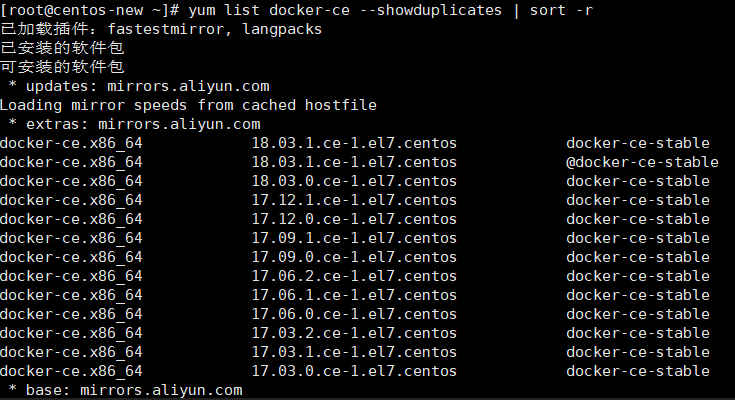 [root@centos-new ~]# yum list docker-ce --showduplicates | sort -r
已加载插件：fastestmirror, langpacks
已安装的软件包
可安装的软件包
 * updates: mirrors.aliyun.com
Loading mirror speeds from cached hostfile
 * extras: mirrors.aliyun.com
docker-ce.x86_64            18.03.1.ce-1.el7.centos            docker-ce-stable
docker-ce.x86_64            18.03.1.ce-1.el7.centos            @docker-ce-stable
docker-ce.x86_64            18.03.0.ce-1.el7.centos            docker-ce-stable
docker-ce.x86_64            17.12.1.ce-1.el7.centos            docker-ce-stable
docker-ce.x86_64            17.12.0.ce-1.el7.centos            docker-ce-stable
docker-ce.x86_64            17.09.1.ce-1.el7.centos            docker-ce-stable
docker-ce.x86_64            17.09.0.ce-1.el7.centos            docker-ce-stable
docker-ce.x86_64            17.06.2.ce-1.el7.centos            docker-ce-stable
docker-ce.x86_64            17.06.1.ce-1.el7.centos            docker-ce-stable
docker-ce.x86_64            17.06.0.ce-1.el7.centos            docker-ce-stable
docker-ce.x86_64            17.03.2.ce-1.el7.centos            docker-ce-stable
docker-ce.x86_64            17.03.1.ce-1.el7.centos            docker-ce-stable
docker-ce.x86_64            17.03.0.ce-1.el7.centos            docker-ce-stable
 * base: mirrors.aliyun.com